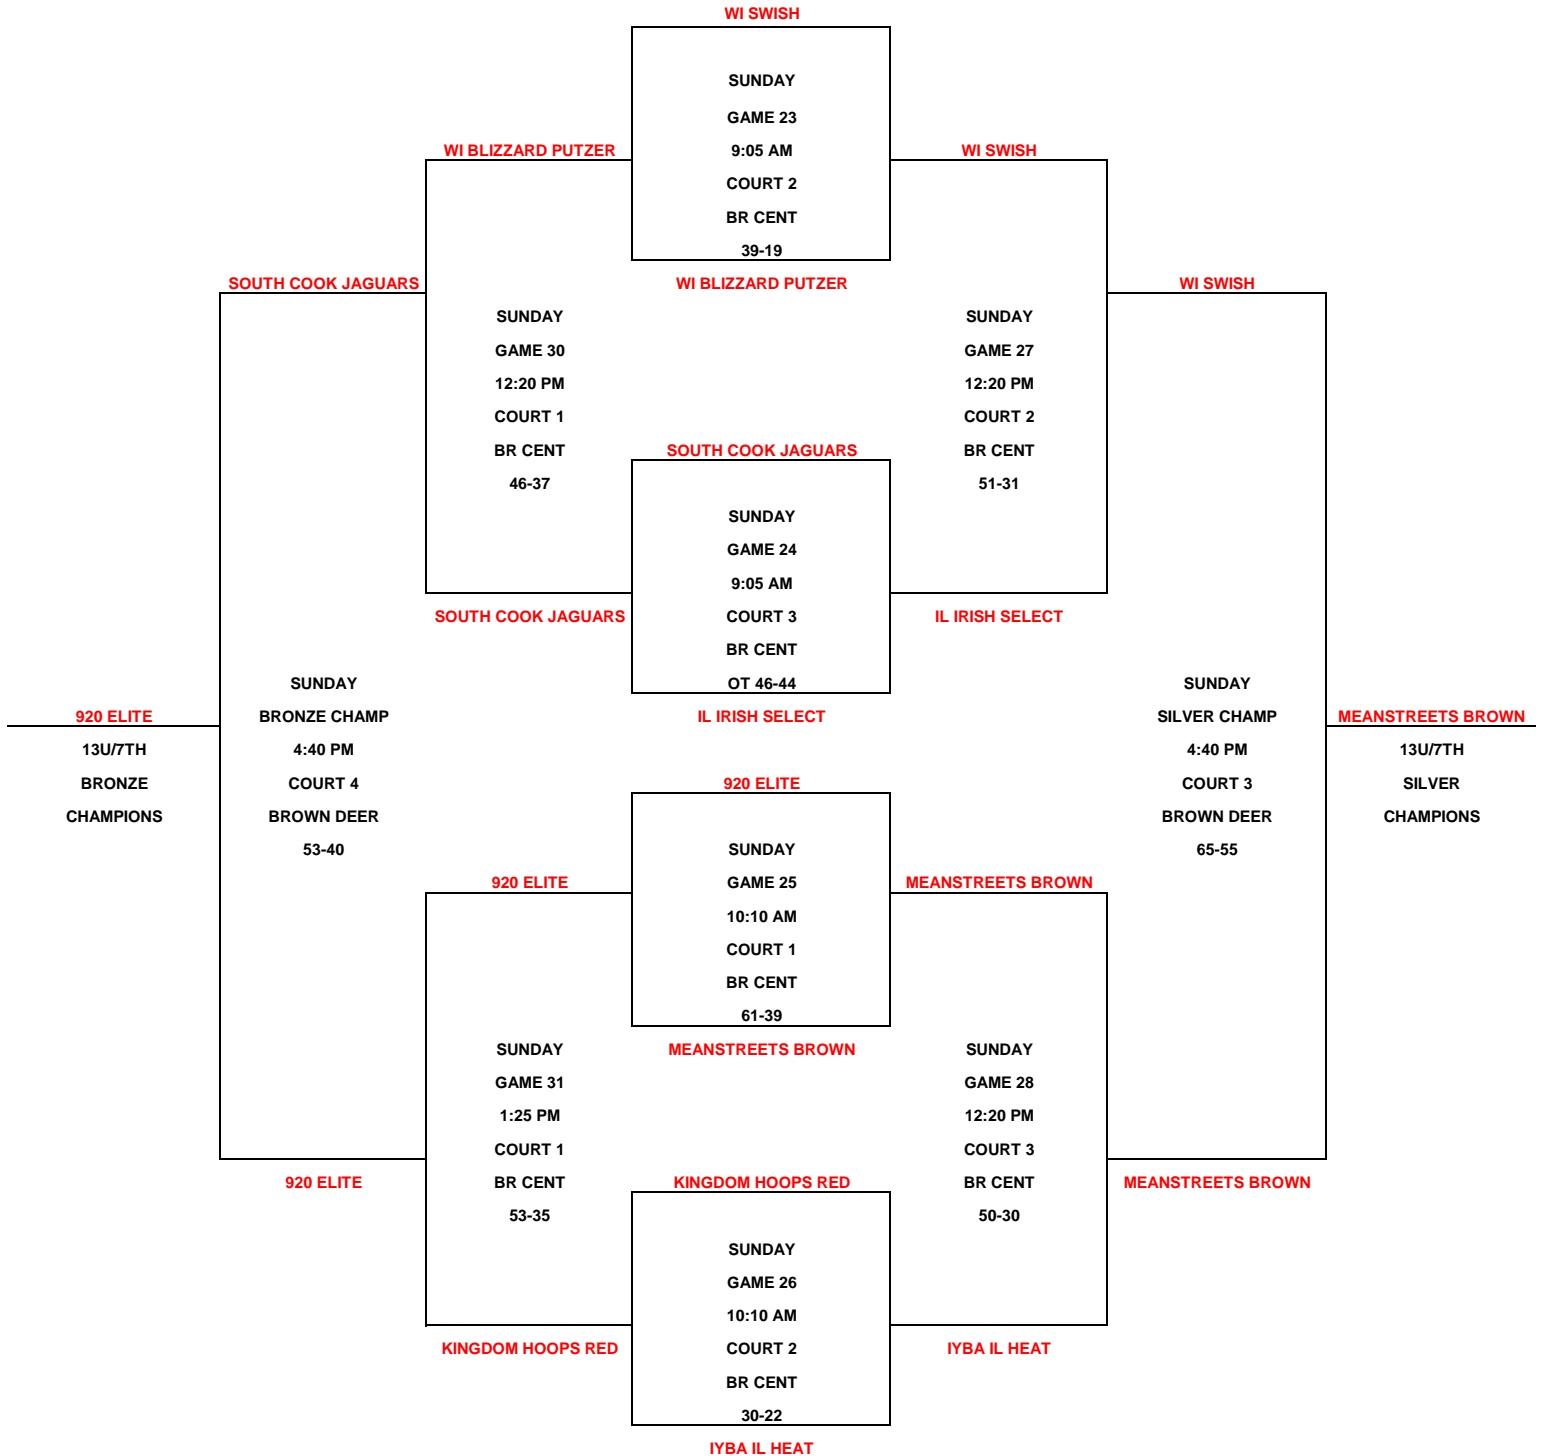 WI SWISH
SUNDAY
GAME 23
9:05 AM
COURT 2
BR CENT
39-19
WI BLIZZARD PUTZER
WI BLIZZARD PUTZER
WI SWISH
SOUTH COOK JAGUARS
SUNDAY
GAME 30
12:20 PM
COURT 1
BR CENT
46-37
SOUTH COOK JAGUARS
SOUTH COOK JAGUARS
SUNDAY
GAME 24
9:05 AM
COURT 3
BR CENT
OT 46-44
IL IRISH SELECT
WI SWISH
SUNDAY
GAME 27
12:20 PM
COURT 2
BR CENT
51-31
IL IRISH SELECT
920 ELITE
13U/7TH
BRONZE
CHAMPIONS
SUNDAY
BRONZE CHAMP
4:40 PM
COURT 4
BROWN DEER
53-40
SUNDAY
SILVER CHAMP
4:40 PM
COURT 3
BROWN DEER
65-55
MEANSTREETS BROWN
13U/7TH
SILVER
CHAMPIONS
920 ELITE
SUNDAY
GAME 25
10:10 AM
COURT 1
BR CENT
61-39
MEANSTREETS BROWN
920 ELITE
MEANSTREETS BROWN
SUNDAY
GAME 31
1:25 PM
COURT 1
BR CENT
53-35
920 ELITE
KINGDOM HOOPS RED
KINGDOM HOOPS RED
SUNDAY
GAME 26
10:10 AM
COURT 2
BR CENT
30-22
IYBA IL HEAT
SUNDAY
GAME 28
12:20 PM
COURT 3
BR CENT
50-30
MEANSTREETS BROWN
IYBA IL HEAT